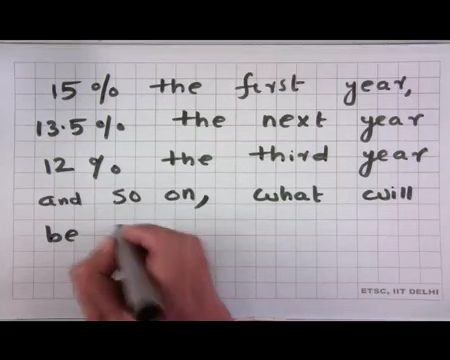 15% the first year,
13.5% the next year
12% the third year
and so on, what will
be
ETSC, IIT DELHI